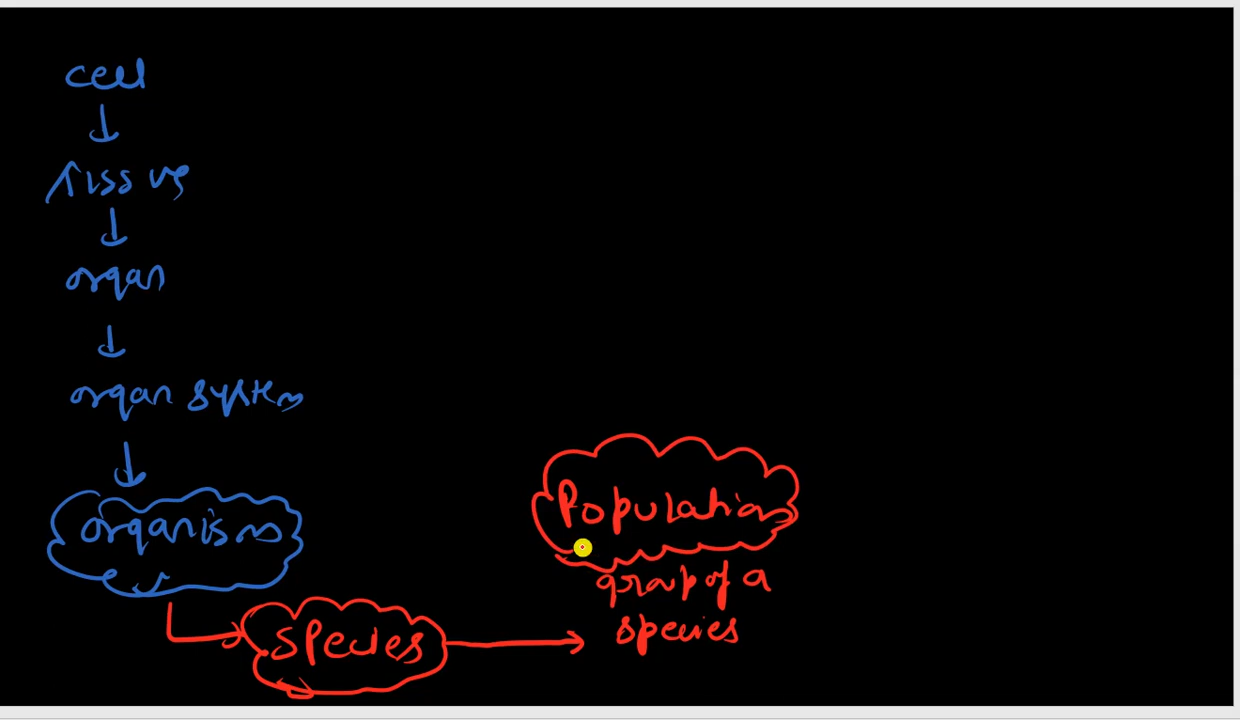 cell
↓
tissue
↓
organ
↓
organ system
↓
organism
species →
Population
group of a
species